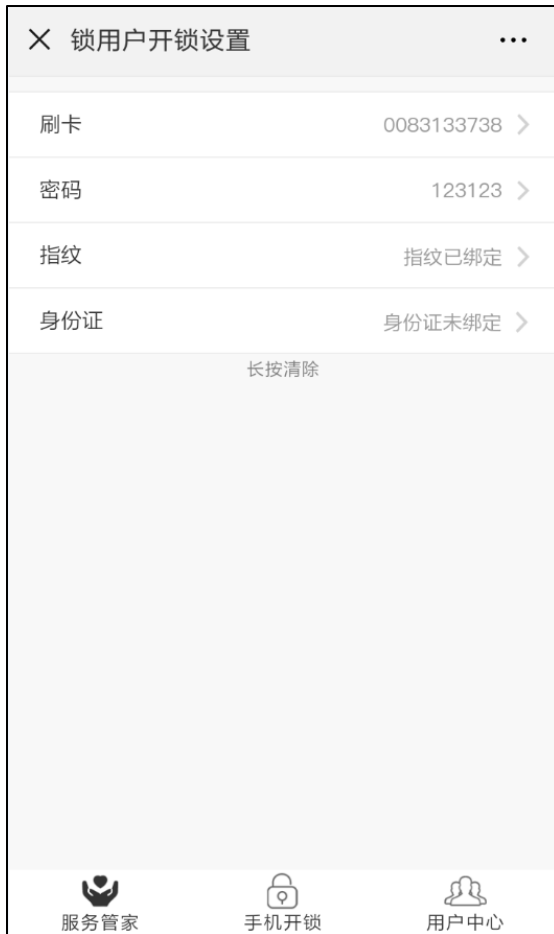 锁用户开锁设置
刷卡 0083133738
密码 123123
指纹 指纹已绑定
身份证 身份证未绑定
长按清除
服务管家 手机开锁 用户中心